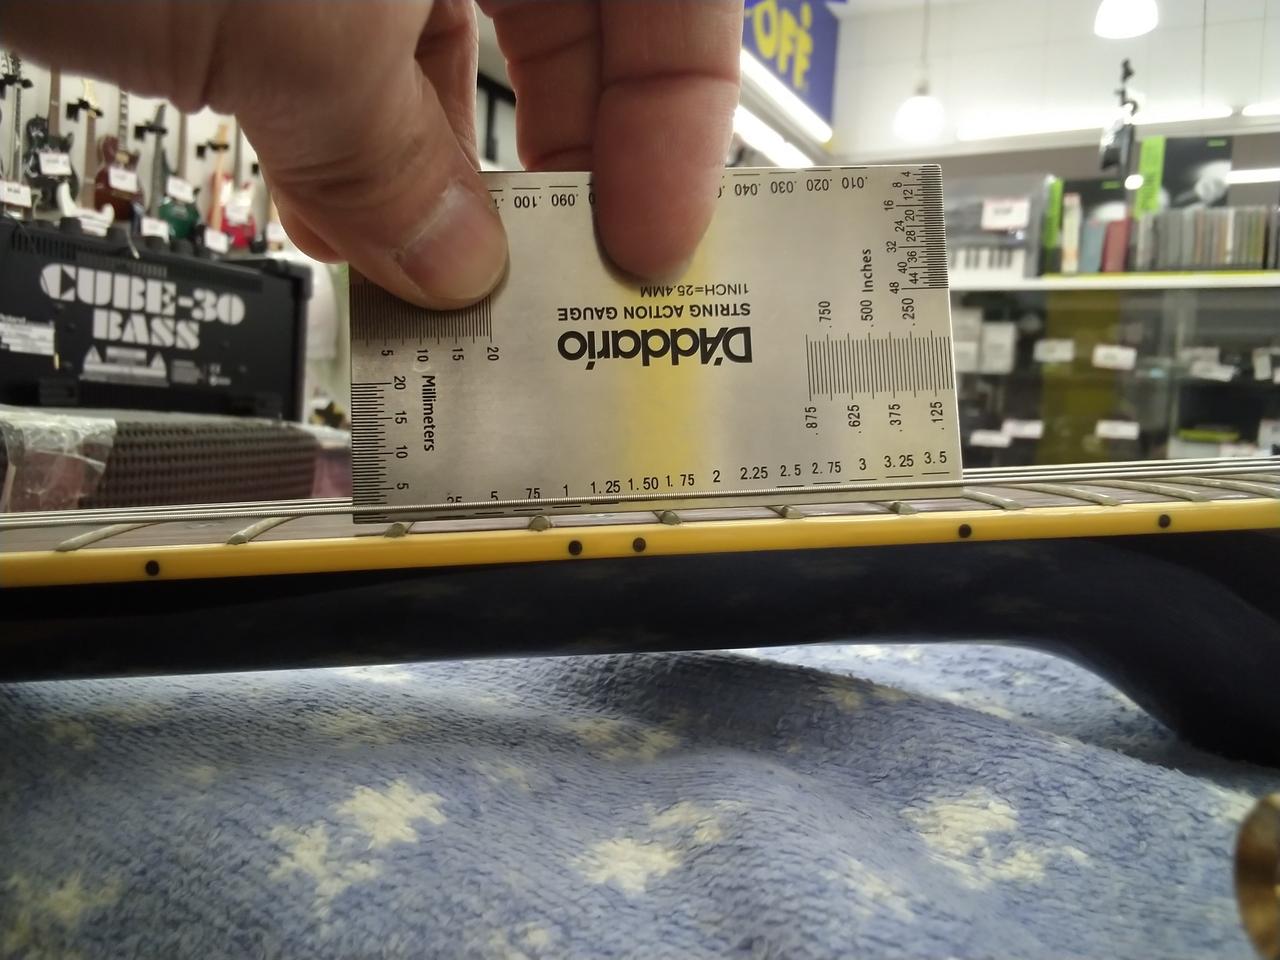 OFF
CUBE-30
BASS
.100 .090 .040 .030 .020 .010
4
8
12
16
20
24
28
32
36
40
44
48
Inches
1INCH=25.4MM
STRING ACTION GAUGE
D'Addario
.750 .500 .250
.875 .625 .375 .125
5 10 15 20
Millimeters
20
15
10
5
25 5 75 1 1.25 1.50 1.75 2 2.25 2.5 2.75 3 3.25 3.5